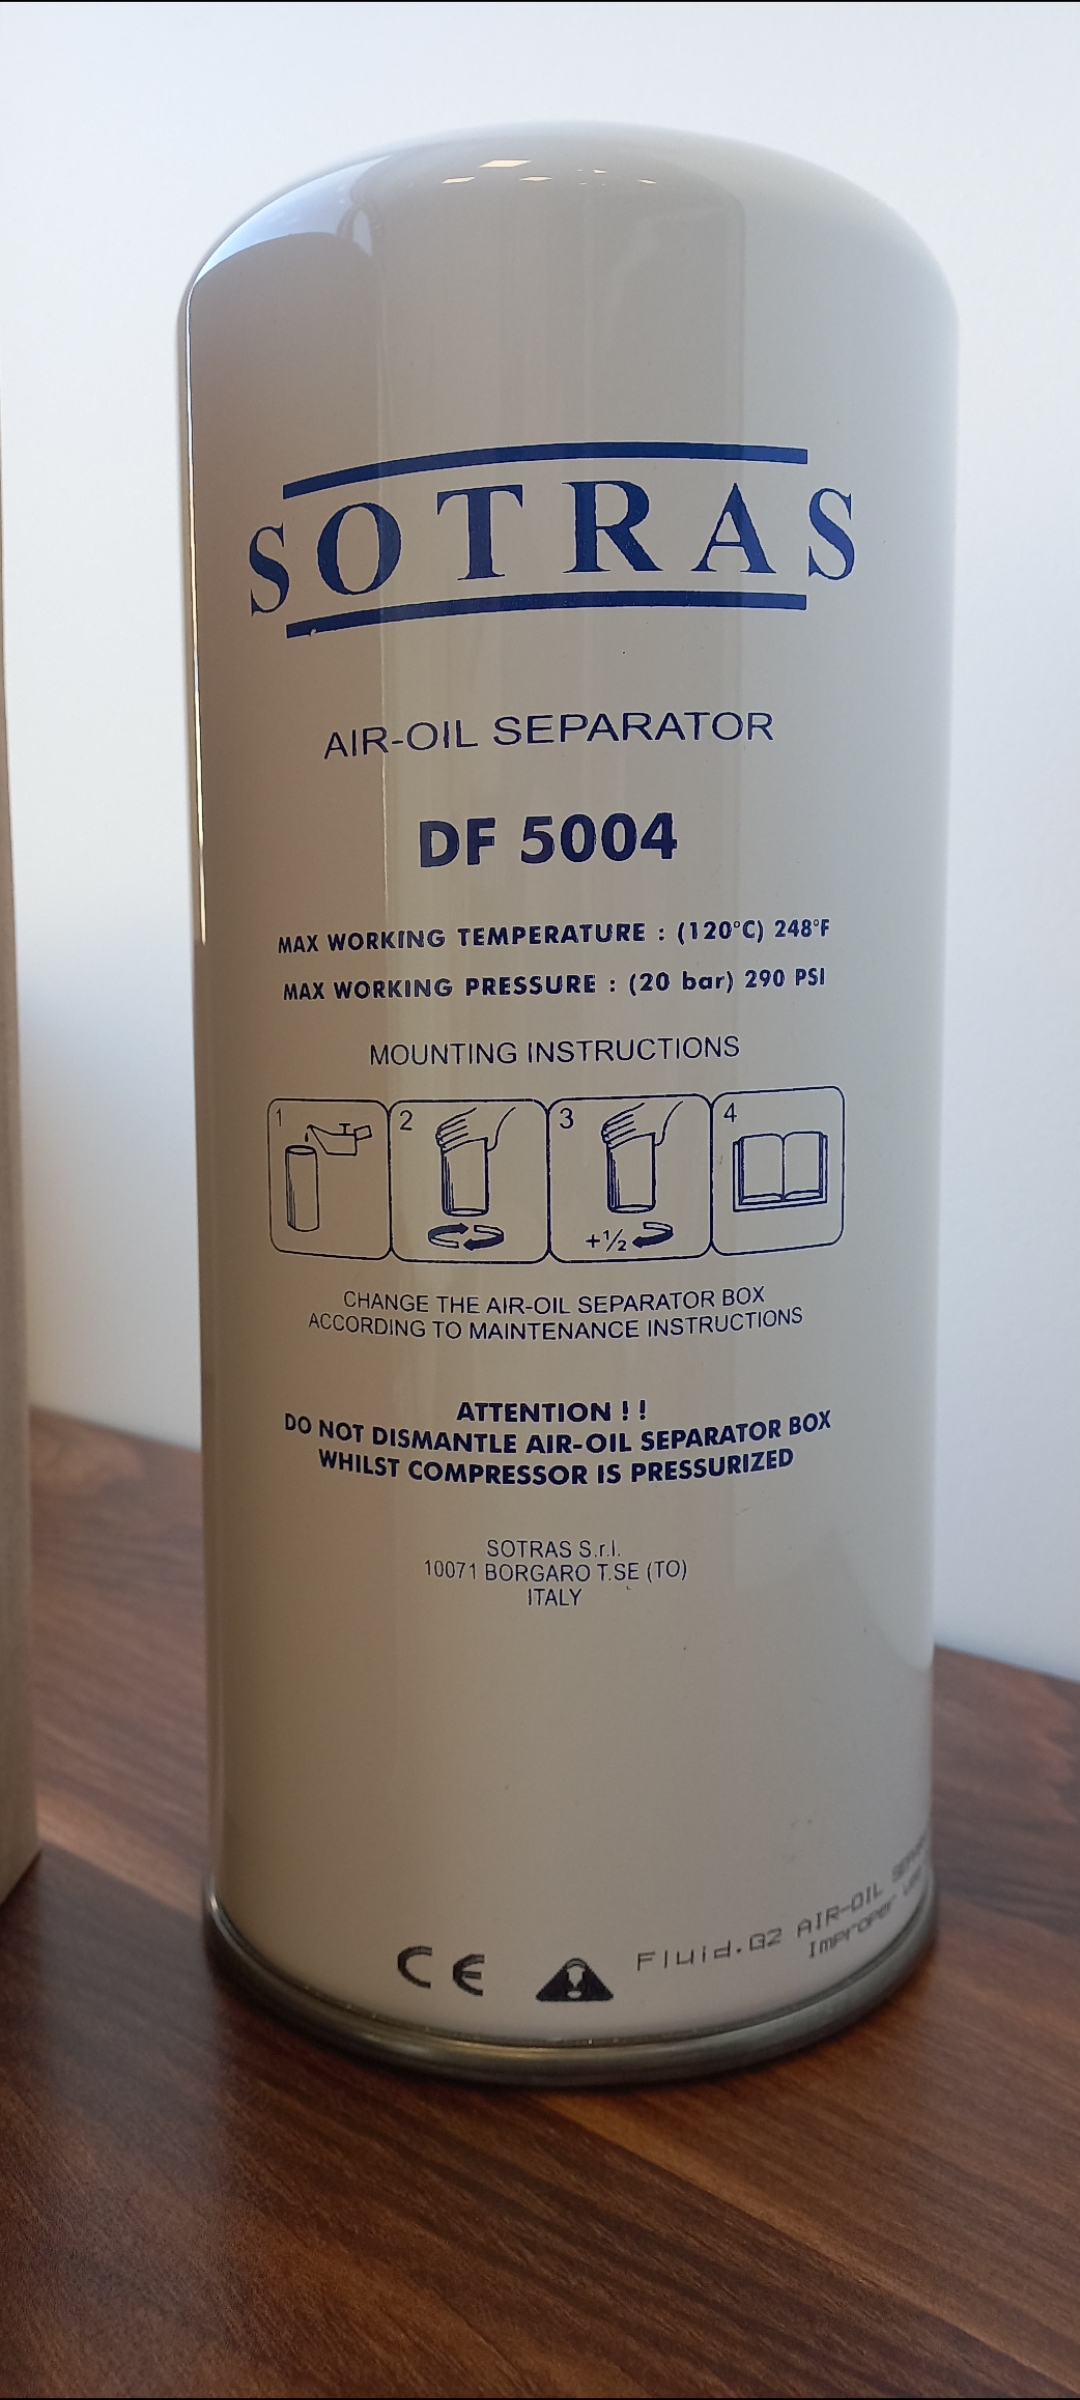 SOTRAS
AIR-OIL SEPARATOR
DF 5004
MAX WORKING TEMPERATURE : (120°C) 248°F
MAX WORKING PRESSURE : (20 bar) 290 PSI
MOUNTING INSTRUCTIONS
1 2 3 4
+½
CHANGE THE AIR-OIL SEPARATOR BOX
ACCORDING TO MAINTENANCE INSTRUCTIONS
ATTENTION ! !
DO NOT DISMANTLE AIR-OIL SEPARATOR BOX
WHILST COMPRESSOR IS PRESSURIZED
SOTRAS S.r.l.
10071 BORGARO T.SE (TO)
ITALY
CE
Fluid.G2 AIR-OIL
Improper